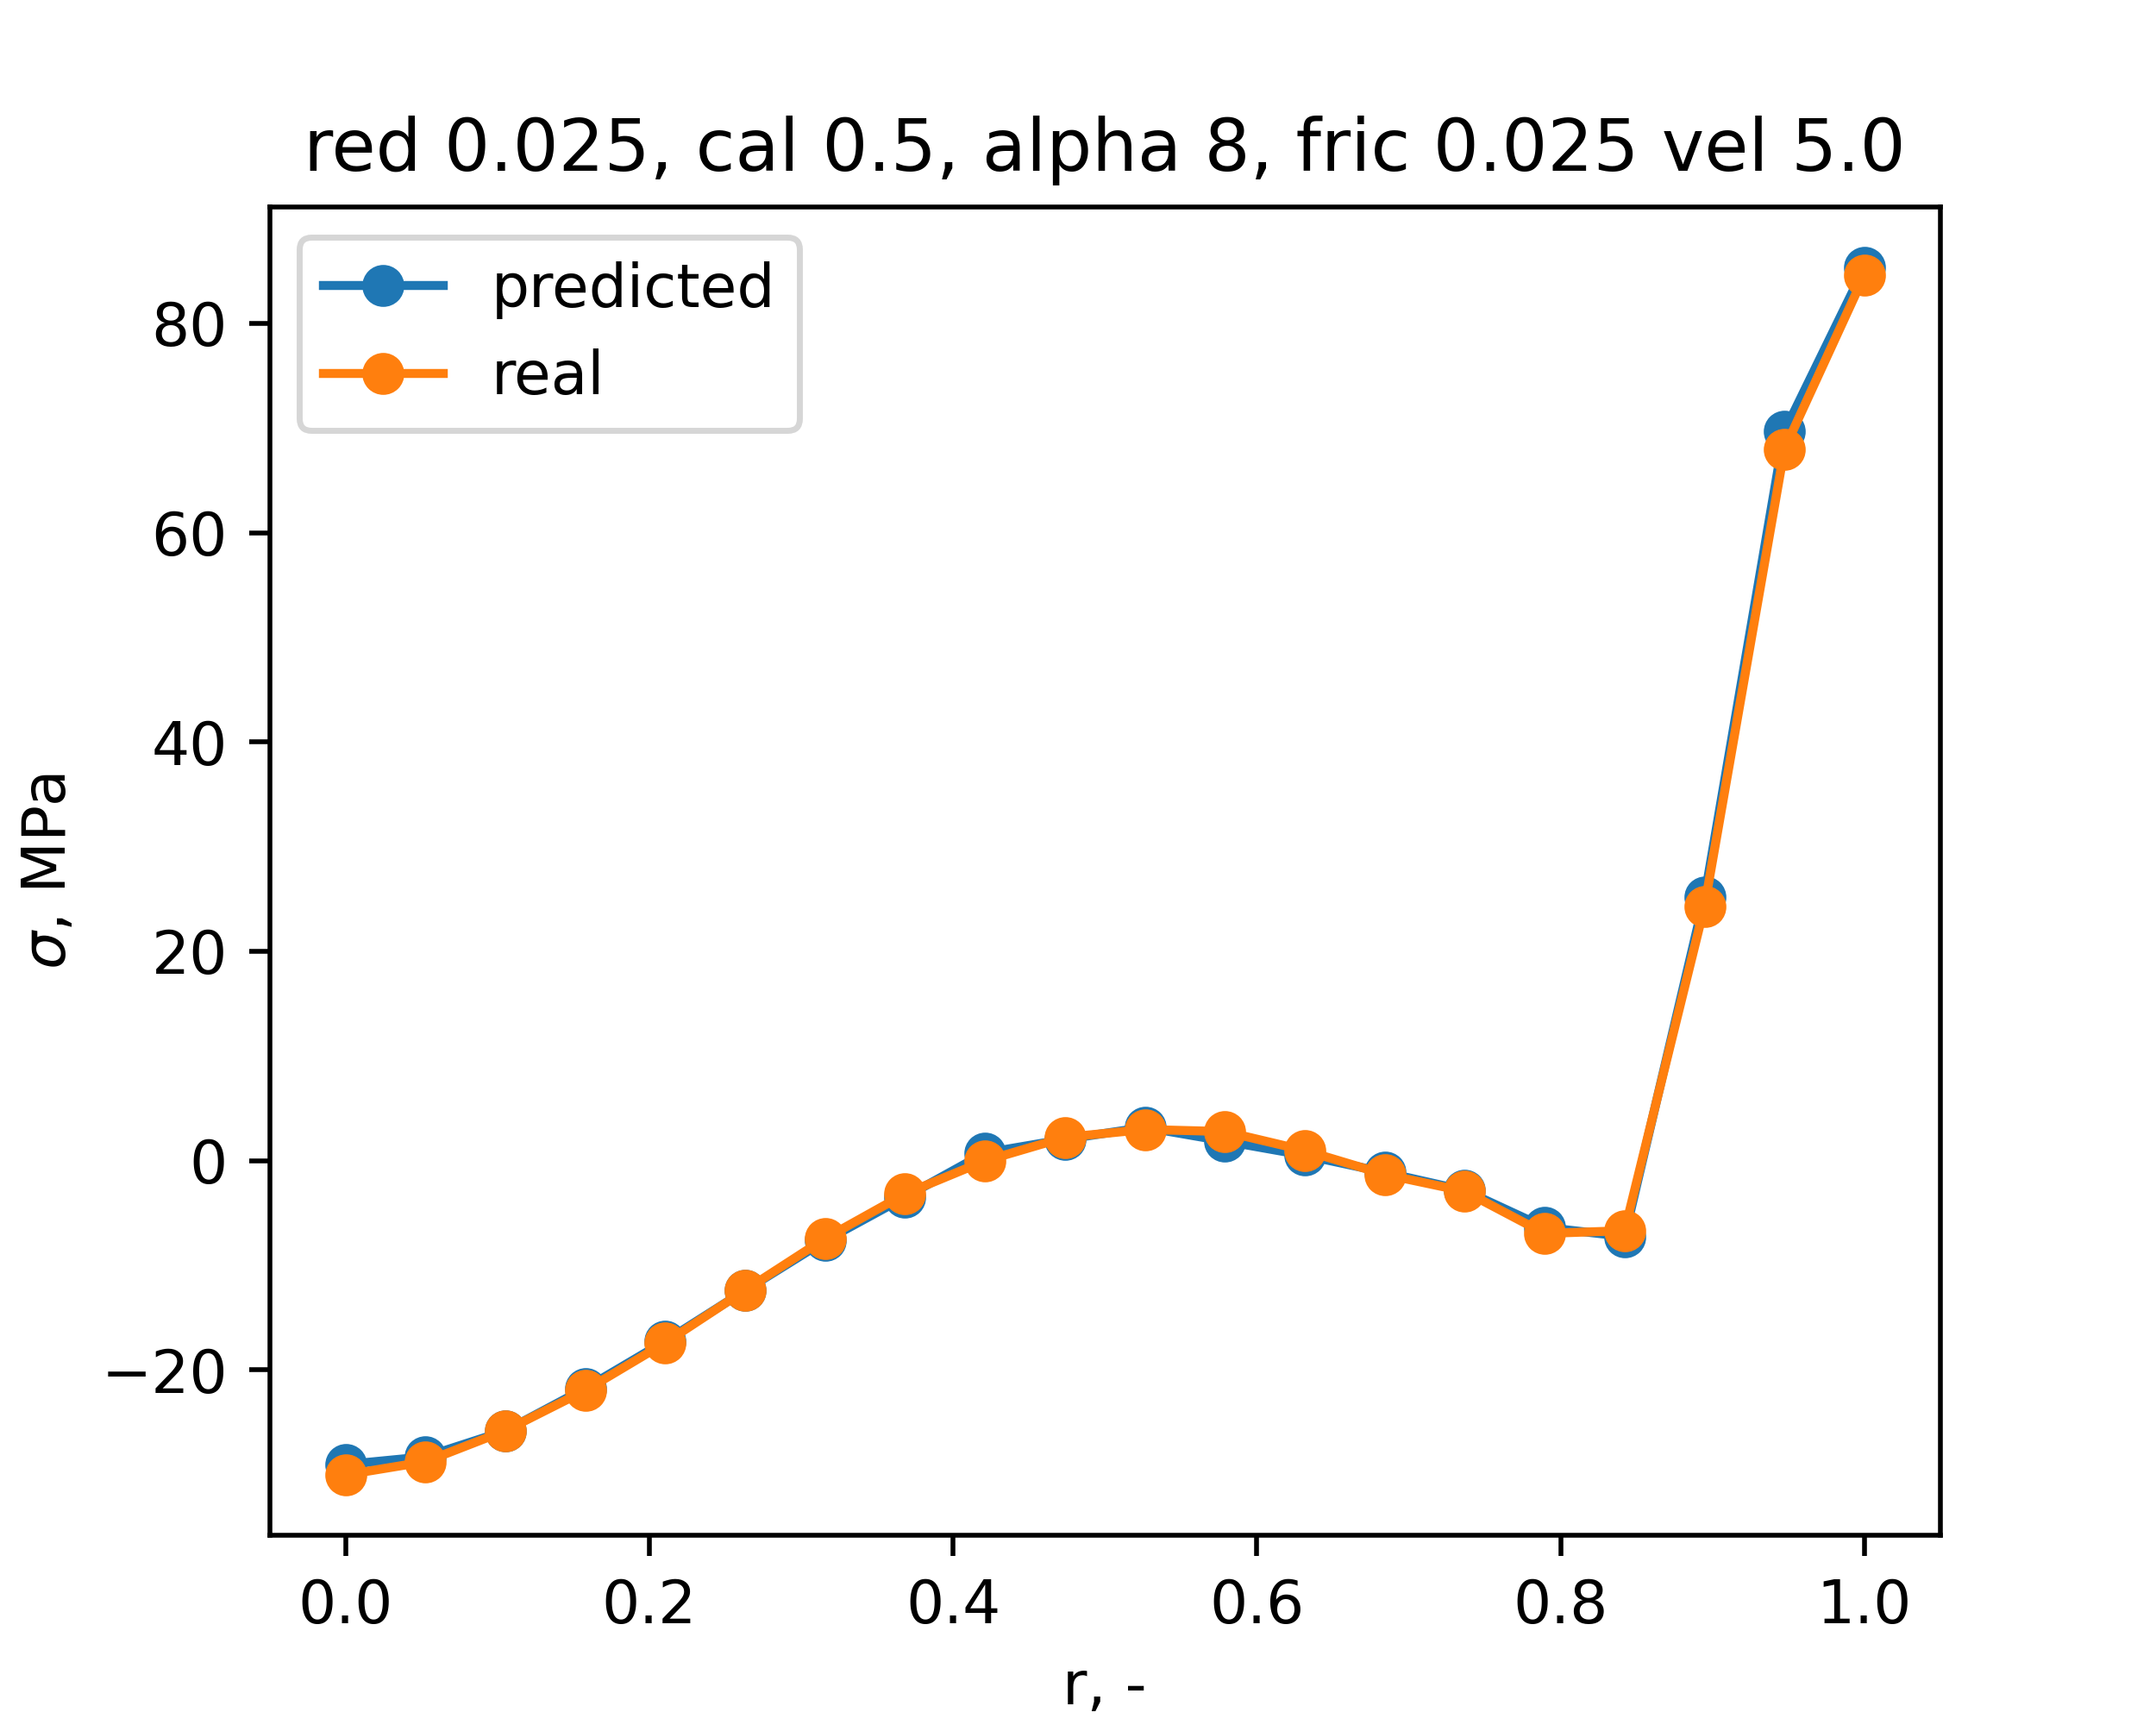 red 0.025, cal 0.5, alpha 8, fric 0.025 vel 5.0
predicted
real
80
60
40
20
0
−20
σ, MPa
0.0 0.2 0.4 0.6 0.8 1.0
r, -